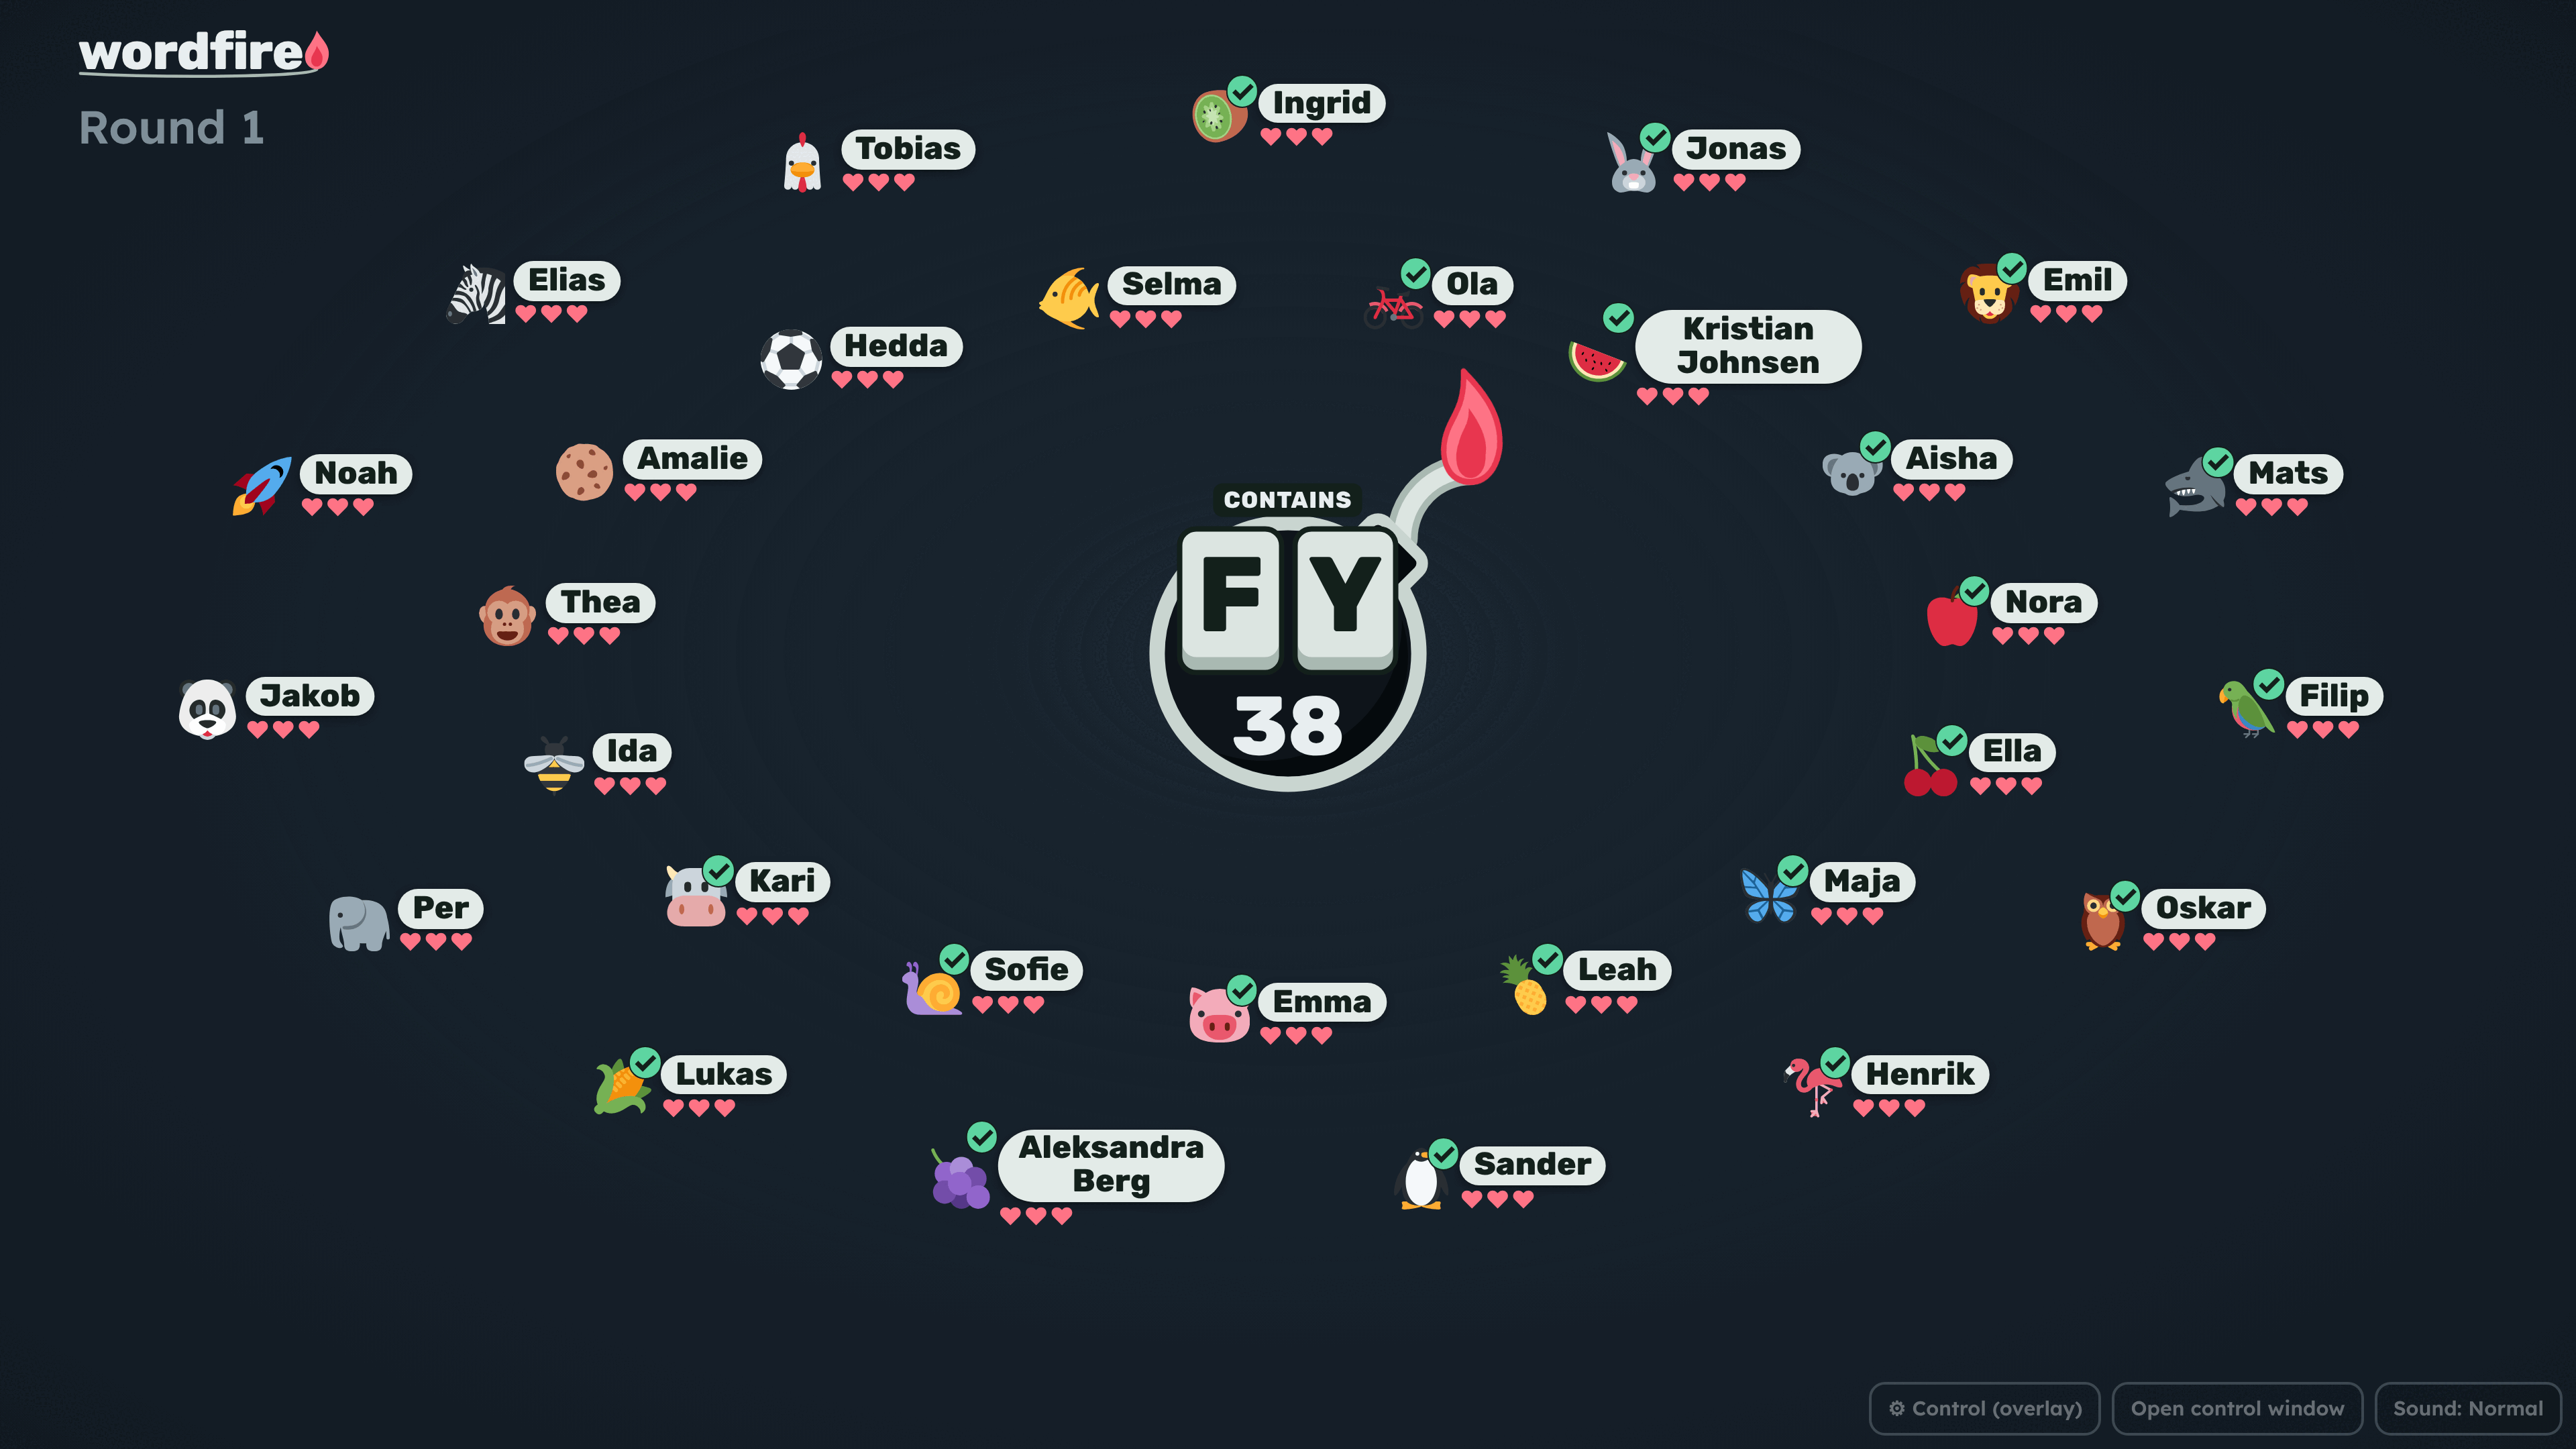 wordfire
Round 1
Ingrid
Tobias
Jonas
Elias
Selma
Ola
Emil
Hedda
Kristian
Johnsen
Noah
Amalie
Aisha
Mats
CONTAINS
FY
38
Thea
Nora
Jakob
Filip
Ida
Ella
Per
Kari
Maja
Oskar
Sofie
Emma
Leah
Lukas
Henrik
Aleksandra
Berg
Sander
Control (overlay)
Open control window
Sound: Normal